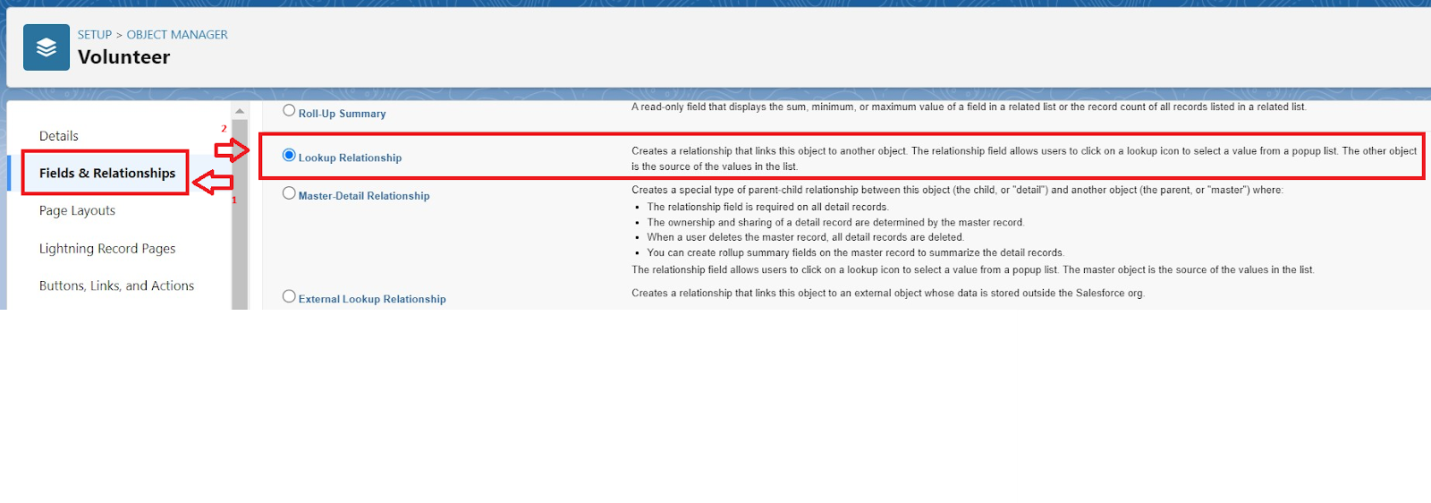 SETUP > OBJECT MANAGER
Volunteer
Details
Fields & Relationships
Page Layouts
Lightning Record Pages
Buttons, Links, and Actions
2
1
Roll-Up Summary
A read-only field that displays the sum, minimum, or maximum value of a field in a related list or the record count of all records listed in a related list.
Lookup Relationship
Creates a relationship that links this object to another object. The relationship field allows users to click on a lookup icon to select a value from a popup list. The other object
is the source of the values in the list.
Master-Detail Relationship
Creates a special type of parent-child relationship between this object (the child, or "detail") and another object (the parent, or "master") where:
• The relationship field is required on all detail records.
• The ownership and sharing of a detail record are determined by the master record.
• When a user deletes the master record, all detail records are deleted.
• You can create rollup summary fields on the master record to summarize the detail records.
The relationship field allows users to click on a lookup icon to select a value from a popup list. The master object is the source of the values in the list.
External Lookup Relationship
Creates a relationship that links this object to an external object whose data is stored outside the Salesforce org.